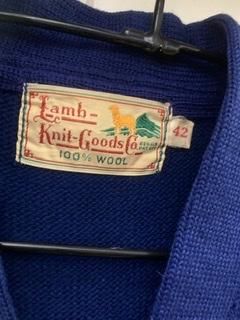 Lamb-
Knit-Goods Co.
100% WOOL
42